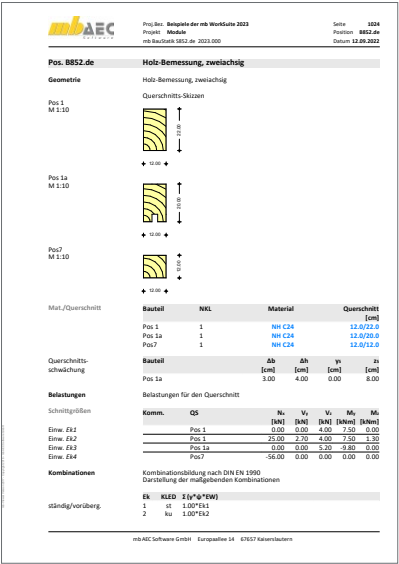 mbAEC
Software
Proj.Bez. Beispiele der mb WorkSuite 2023 Seite 1024
Projekt Module Position B852.de
mb BauStatik S852.de 2023.000 Datum 12.09.2022
Pos. B852.de Holz-Bemessung, zweiachsig
Geometrie Holz-Bemessung, zweiachsig
Querschnitts-Skizzen
Pos 1
M 1:10
22.00
12.00
Pos 1a
M 1:10
20.00
12.00
Pos7
M 1:10
12.00
12.00
Mat./Querschnitt Bauteil NKL Material Querschnitt
[cm]
Pos 1 1 NH C24 12.0/22.0
Pos 1a 1 NH C24 12.0/20.0
Pos7 1 NH C24 12.0/12.0
Querschnitts- Bauteil Δb Δh ys zs
schwächung [cm] [cm] [cm] [cm]
Pos 1a 3.00 4.00 0.00 8.00
Belastungen Belastungen für den Querschnitt
Schnittgrößen Komm. QS Nx Vy Vz My Mz
[kN] [kN] [kN] [kNm] [kNm]
Einw. Ek1 Pos 1 0.00 0.00 4.00 7.50 0.00
Einw. Ek2 Pos 1 25.00 2.70 4.00 7.50 1.30
Einw. Ek3 Pos 1a 0.00 0.00 5.20 -9.80 0.00
Einw. Ek4 Pos7 -56.00 0.00 0.00 0.00 0.00
Kombinationen Kombinationsbildung nach DIN EN 1990
Darstellung der maßgebenden Kombinationen
Ek KLED Σ (γ*ψ*EW)
ständig/vorüberg. 1 st 1.00*Ek1
2 ku 1.00*Ek2
mb AEC Software GmbH Europaallee 14 67657 Kaiserslautern